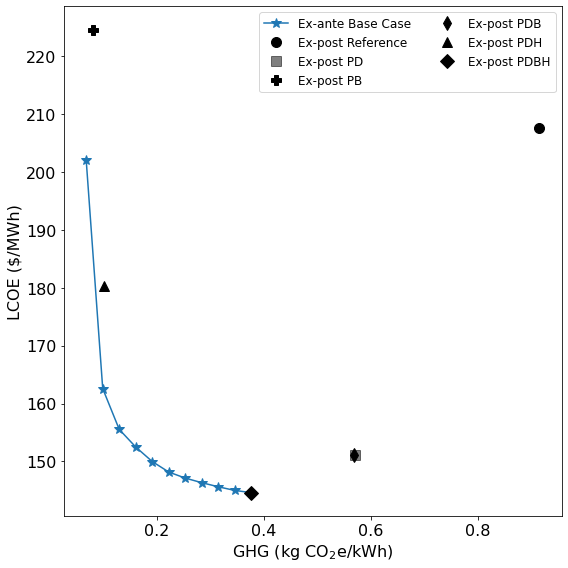 Ex-ante Base Case
Ex-post Reference
Ex-post PD
Ex-post PB
Ex-post PDB
Ex-post PDH
Ex-post PDBH
220
210
200
190
180
170
160
150
LCOE ($/MWh)
0.2 0.4 0.6 0.8
GHG (kg CO₂e/kWh)